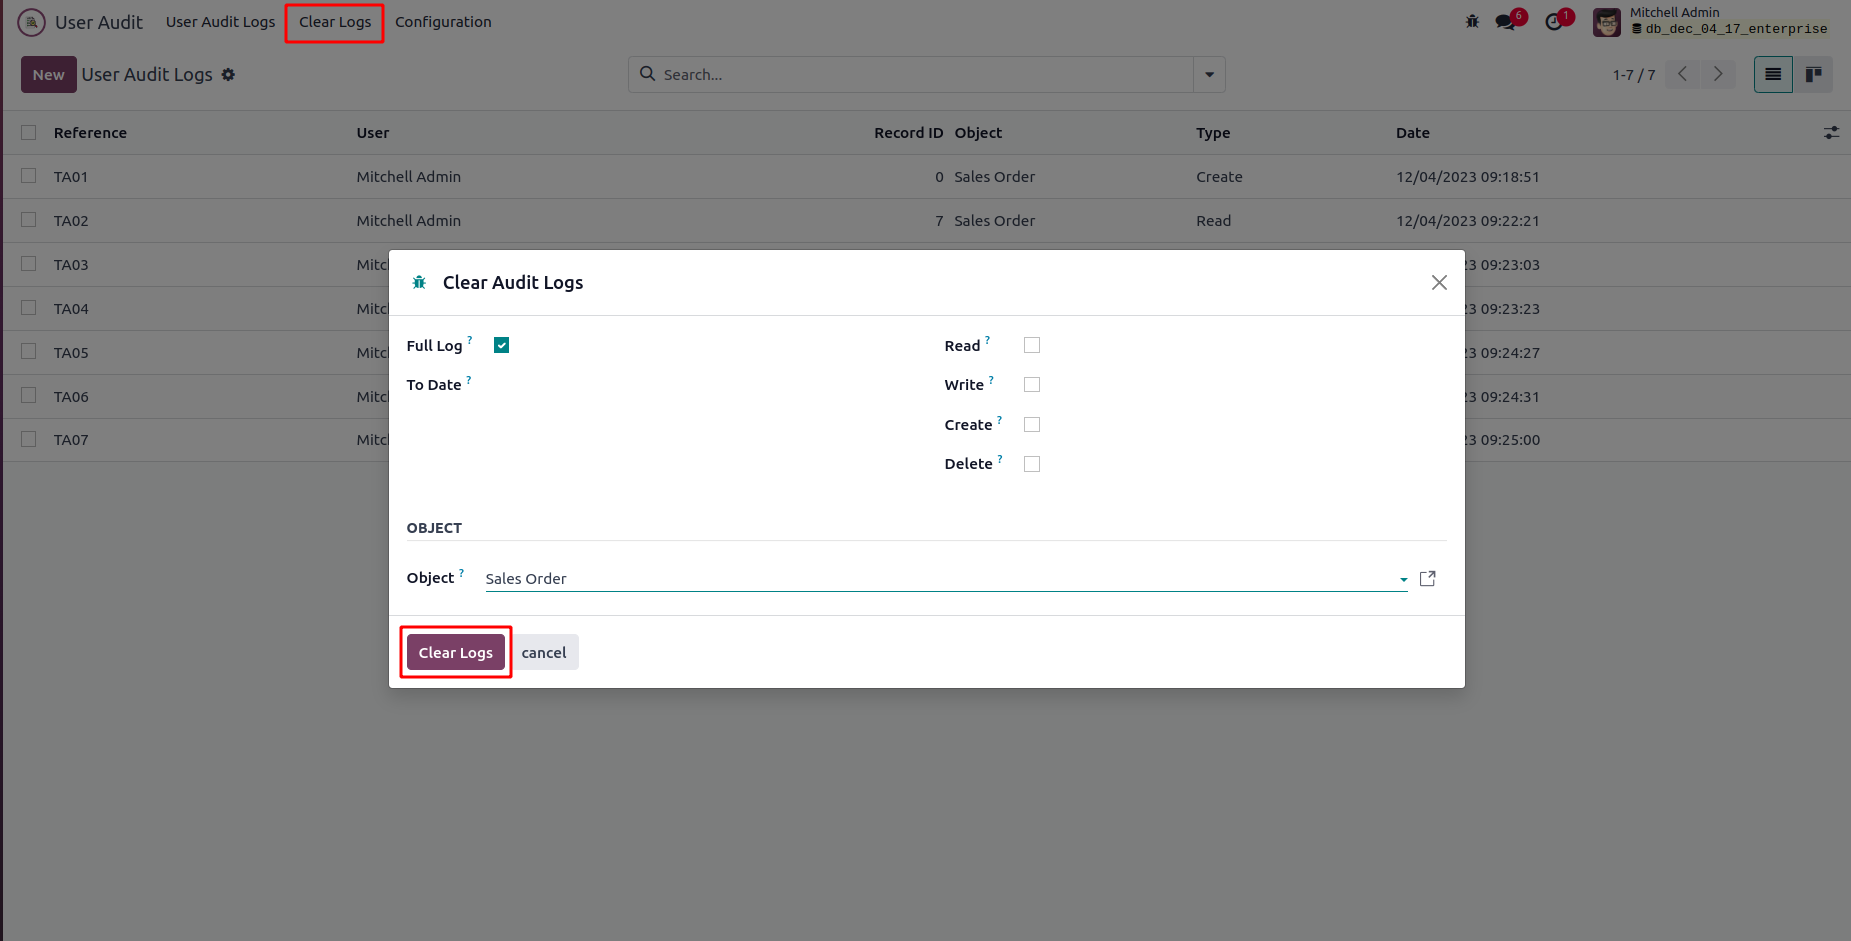 User Audit User Audit Logs Clear Logs Configuration 6 1 Mitchell Admin
db_dec_04_17_enterprise
New User Audit Logs Search... 1-7 / 7
Reference User Record ID Object Type Date
TA01 Mitchell Admin 0 Sales Order Create 12/04/2023 09:18:51
TA02 Mitchell Admin 7 Sales Order Read 12/04/2023 09:22:21
TA03 Mitc 23 09:23:03
TA04 Mitc 23 09:23:23
TA05 Mitc 23 09:24:27
TA06 Mitc 23 09:24:31
TA07 Mitc 23 09:25:00
Clear Audit Logs
Full Log ? Read ?
To Date ? Write ?
Create ?
Delete ?
OBJECT
Object ? Sales Order
Clear Logs cancel